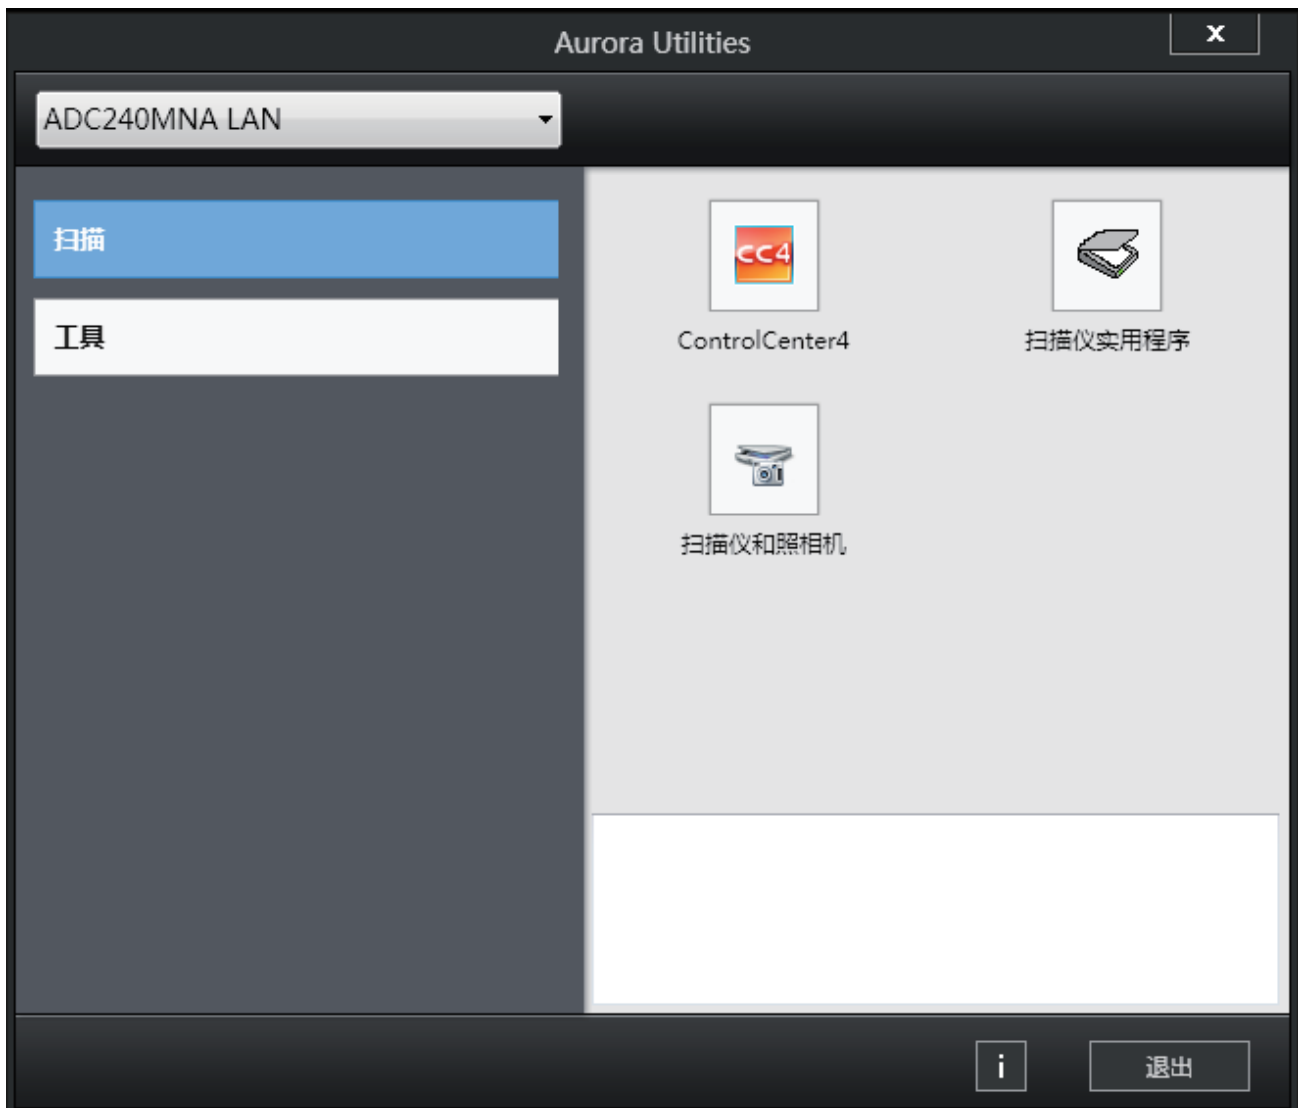 Aurora Utilities
x
ADC240MNA LAN
扫描
工具
CC4
ControlCenter4
扫描仪实用程序
扫描仪和照相机
i
退出